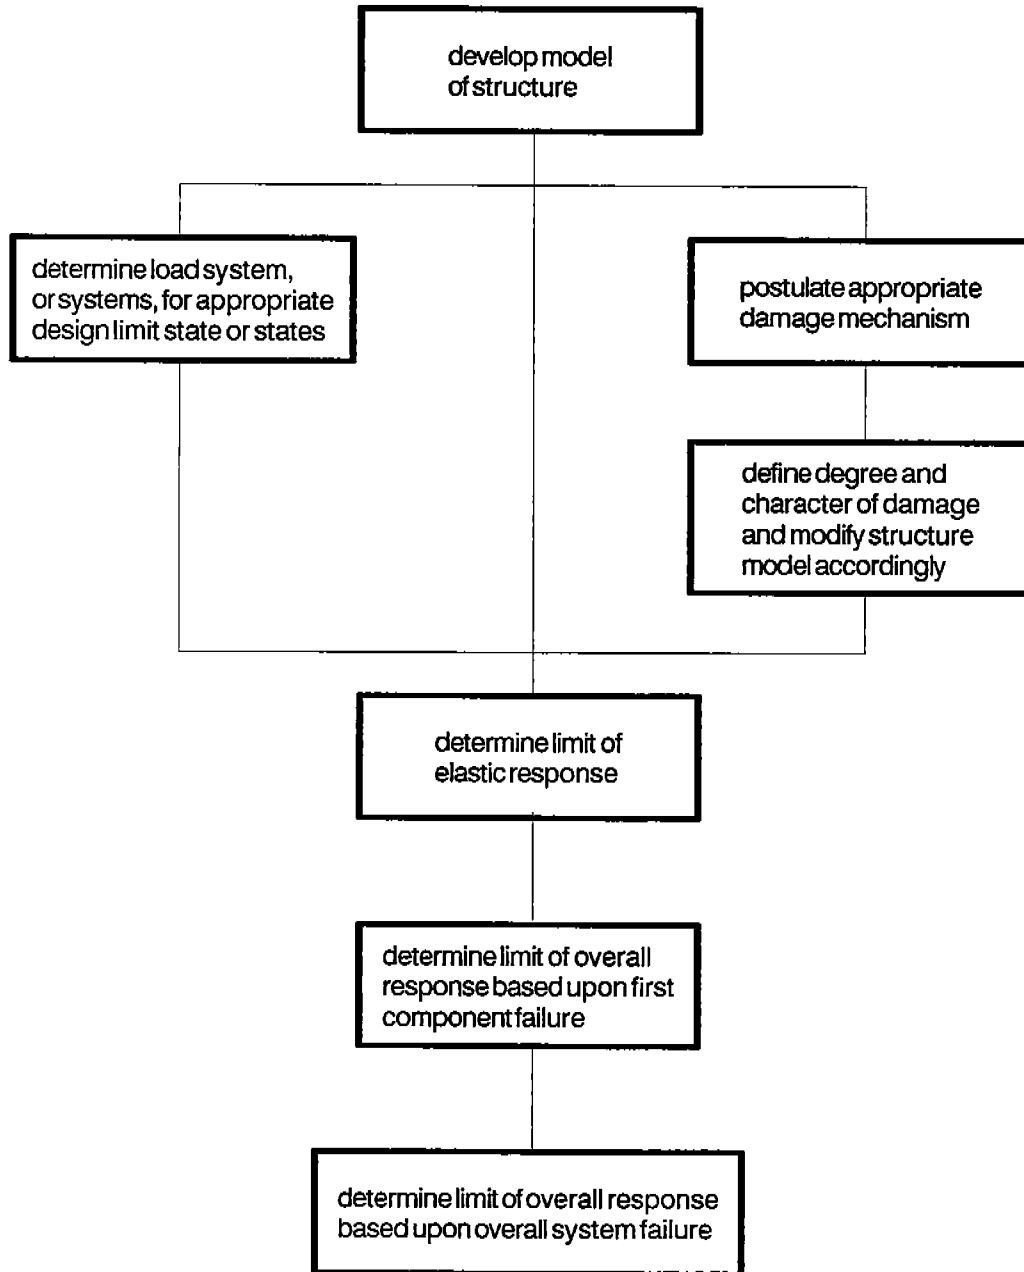 develop model
of structure
determine load system,
or systems, for appropriate
design limit state or states
postulate appropriate
damage mechanism
define degree and
character of damage
and modify structure
model accordingly
determine limit of
elastic response
determine limit of overall
response based upon first
component failure
determine limit of overall response
based upon overall system failure